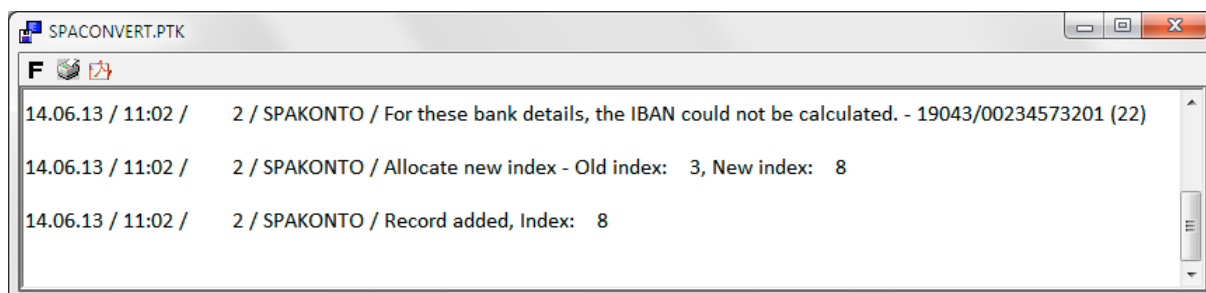 SPACONVERT.PTK
F
14.06.13 / 11:02 / 2 / SPAKONTO / For these bank details, the IBAN could not be calculated. - 19043/00234573201 (22)
14.06.13 / 11:02 / 2 / SPAKONTO / Allocate new index - Old index: 3, New index: 8
14.06.13 / 11:02 / 2 / SPAKONTO / Record added, Index: 8